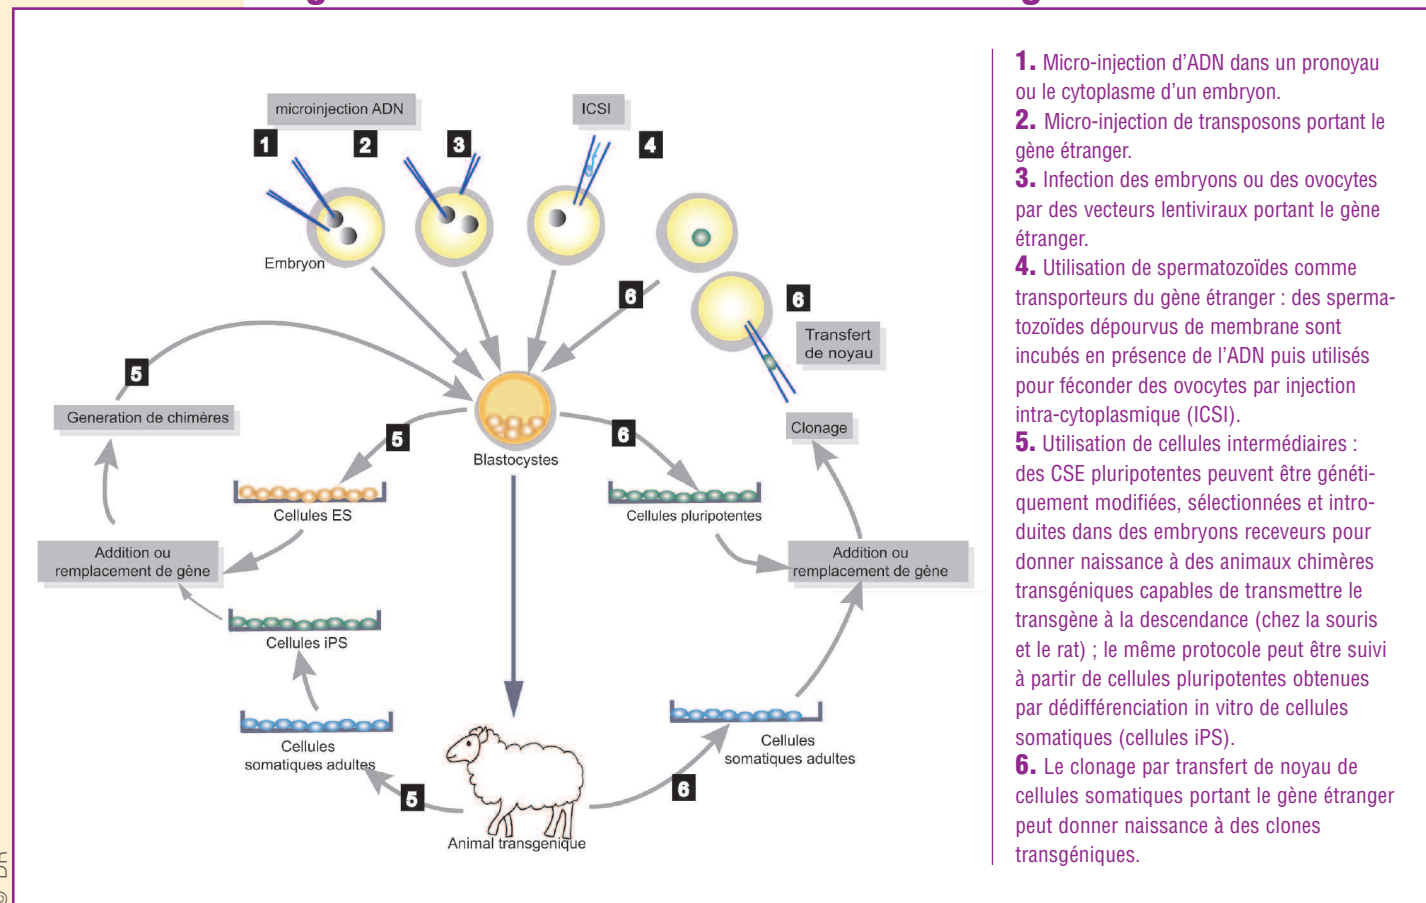 microinjection ADN
ICSI
1
2
3
4
Embryon
6
6
Transfert
de noyau
5
Generation de chimères
Clonage
5
6
Blastocystes
Cellules ES
Cellules pluripotentes
Addition ou
remplacement de gène
Addition ou
remplacement de gène
Cellules iPS
Cellules
somatiques adultes
Cellules
somatiques adultes
5
6
Animal transgenique
1. Micro-injection d’ADN dans un pronoyau
ou le cytoplasme d’un embryon.
2. Micro-injection de transposons portant le
gène étranger.
3. Infection des embryons ou des ovocytes
par des vecteurs lentiviraux portant le gène
étranger.
4. Utilisation de spermatozoïdes comme
transporteurs du gène étranger : des sperma-
tozoïdes dépourvus de membrane sont
incubés en présence de l’ADN puis utilisés
pour féconder des ovocytes par injection
intra-cytoplasmique (ICSI).
5. Utilisation de cellules intermédiaires :
des CSE pluripotentes peuvent être généti-
quement modifiées, sélectionnées et intro-
duites dans des embryons receveurs pour
donner naissance à des animaux chimères
transgéniques capables de transmettre le
transgène à la descendance (chez la souris
et le rat) ; le même protocole peut être suivi
à partir de cellules pluripotentes obtenues
par dédifférenciation in vitro de cellules
somatiques (cellules iPS).
6. Le clonage par transfert de noyau de
cellules somatiques portant le gène étranger
peut donner naissance à des clones
transgéniques.